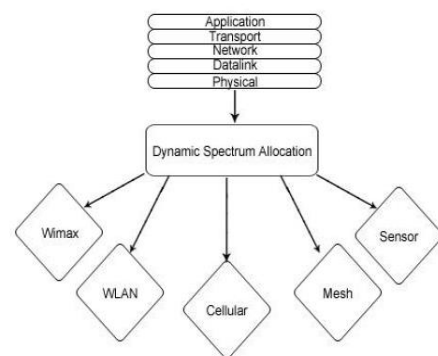 Application
Transport
Network
Datalink
Physical
Dynamic Spectrum Allocation
Wimax
WLAN
Cellular
Mesh
Sensor